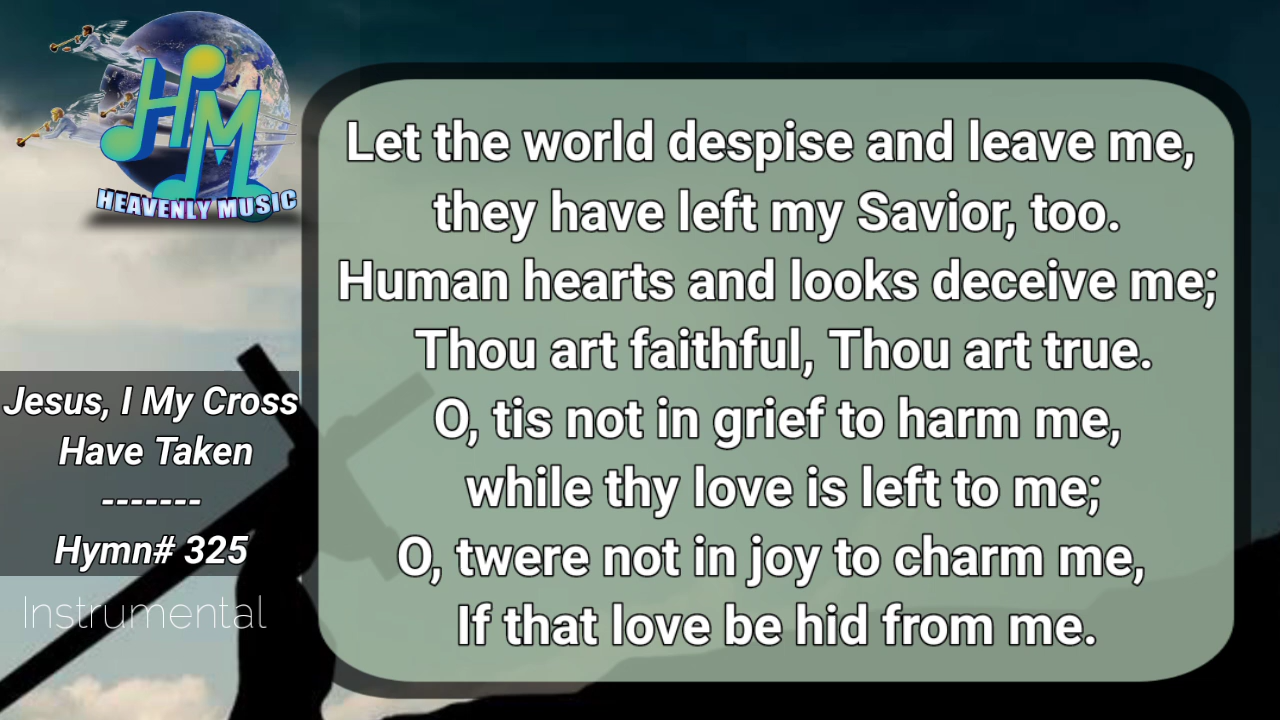 HM
HEAVENLY MUSIC
Jesus, I My Cross
Have Taken
-------
Hymn# 325
Instrumental
Let the world despise and leave me,
they have left my Savior, too.
Human hearts and looks deceive me;
Thou art faithful, Thou art true.
O, tis not in grief to harm me,
while thy love is left to me;
O, twere not in joy to charm me,
If that love be hid from me.